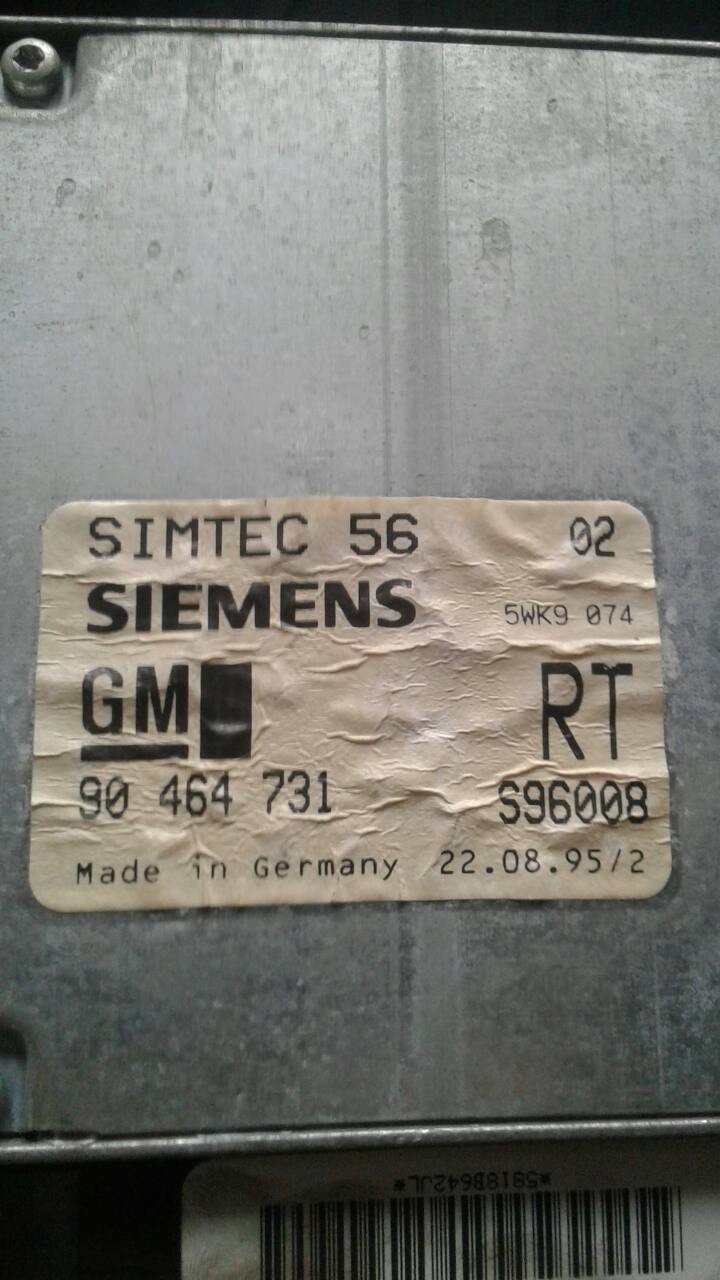 SIMTEC 56 02
SIEMENS 5WK9 074
GM RT
90 464 731 S96008
Made in Germany 22.08.95/2
*5818B642JL*